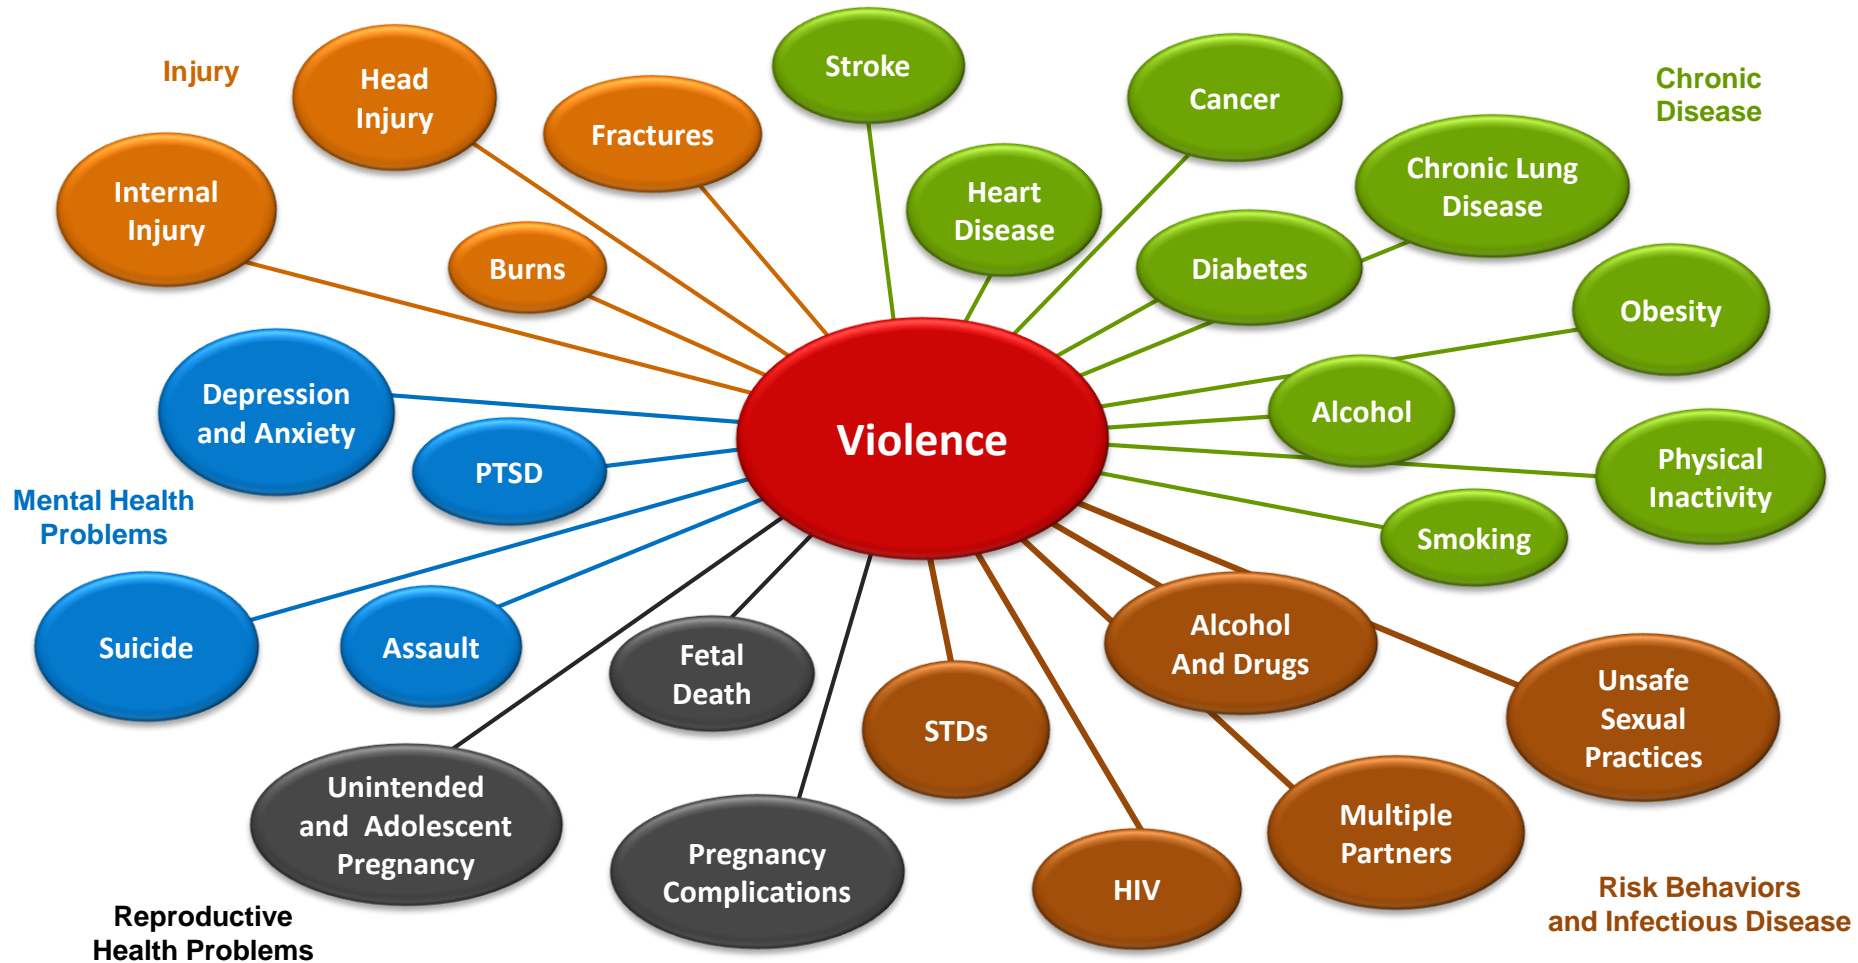 Injury
Head
Injury
Fractures
Internal
Injury
Burns
Stroke
Cancer
Chronic
Disease
Heart
Disease
Chronic Lung
Disease
Diabetes
Obesity
Alcohol
Physical
Inactivity
Smoking
Violence
Depression
and Anxiety
PTSD
Mental Health
Problems
Suicide
Assault
Fetal
Death
Unintended
and Adolescent
Pregnancy
Pregnancy
Complications
Reproductive
Health Problems
STDs
Alcohol
And Drugs
Unsafe
Sexual
Practices
Multiple
Partners
HIV
Risk Behaviors
and Infectious Disease